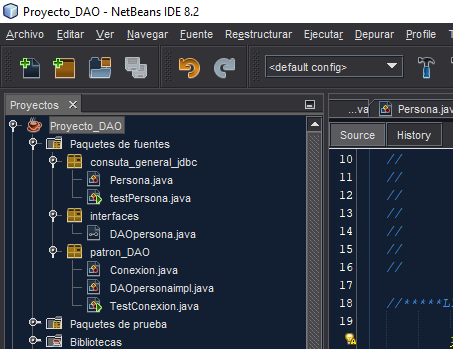 Proyecto_DAO - NetBeans IDE 8.2
Archivo Editar Ver Navegar Fuente Reestructurar Ejecutar Depurar Profile
<default config>
Proyectos
Proyecto_DAO
Paquetes de fuentes
consuta_general_jdbc
Persona.java
testPersona.java
interfaces
DAOpersona.java
patron_DAO
Conexion.java
DAOpersonaimpl.java
TestConexion.java
Paquetes de prueba
Bibliotecas
...va Persona.java
Source History
10 //
11 //
12 //
13 //
14 //
15 //
16 //
17
18 //*****L
19